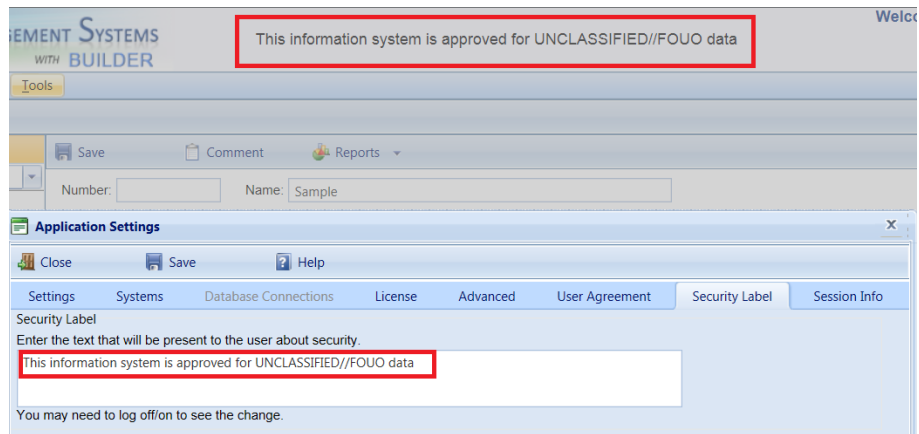 Welco
GEMENT SYSTEMS
WITH BUILDER
This information system is approved for UNCLASSIFIED//FOUO data
Tools
Save Comment Reports
Number: Name: Sample
Application Settings x
Close Save Help
Settings Systems Database Connections License Advanced User Agreement Security Label Session Info
Security Label
Enter the text that will be present to the user about security.
This information system is approved for UNCLASSIFIED//FOUO data
You may need to log off/on to see the change.